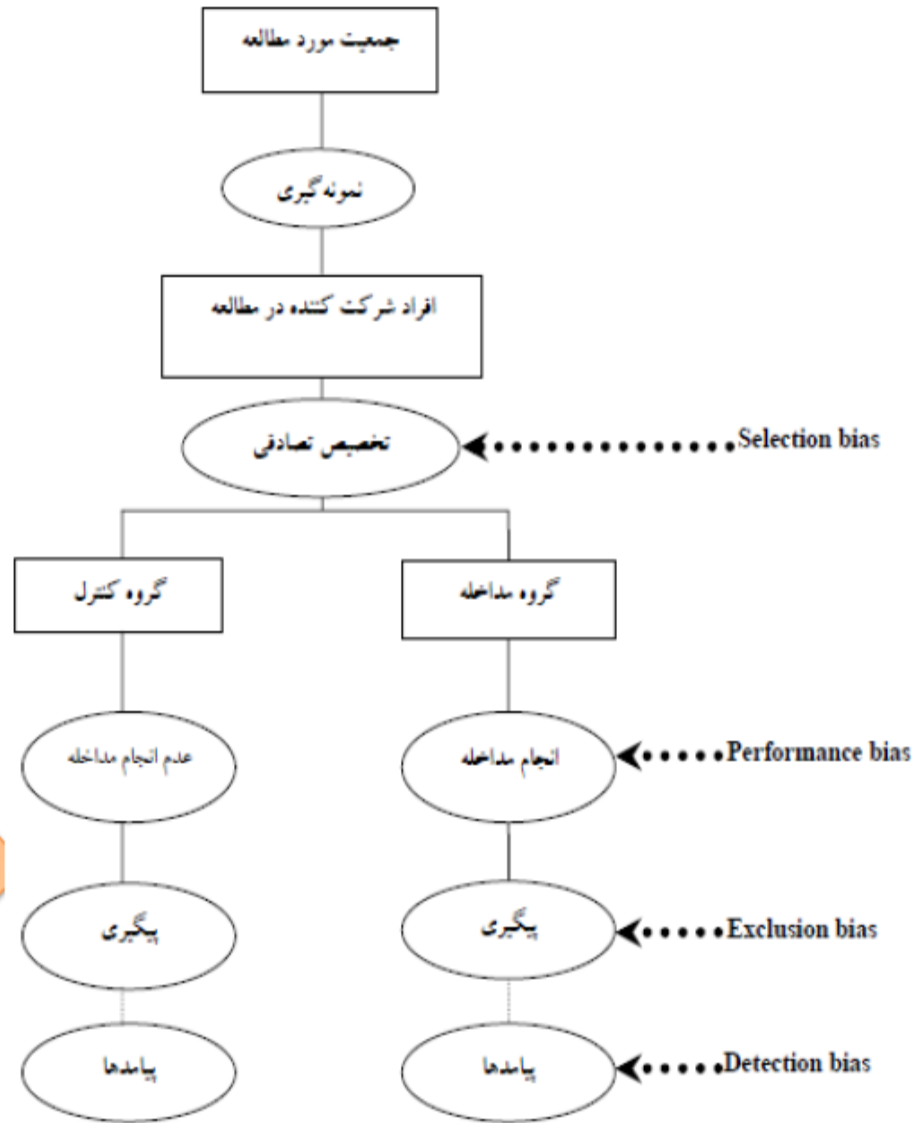 جمعیت مورد مطالعه
نمونه‌گیری
افراد شرکت کننده در مطالعه
تخصیص تصادفی
Selection bias
گروه مداخله
گروه کنترل
انجام مداخله
Performance bias
عدم انجام مداخله
پیگیری
Exclusion bias
پیگیری
پیامدها
Detection bias
پیامدها